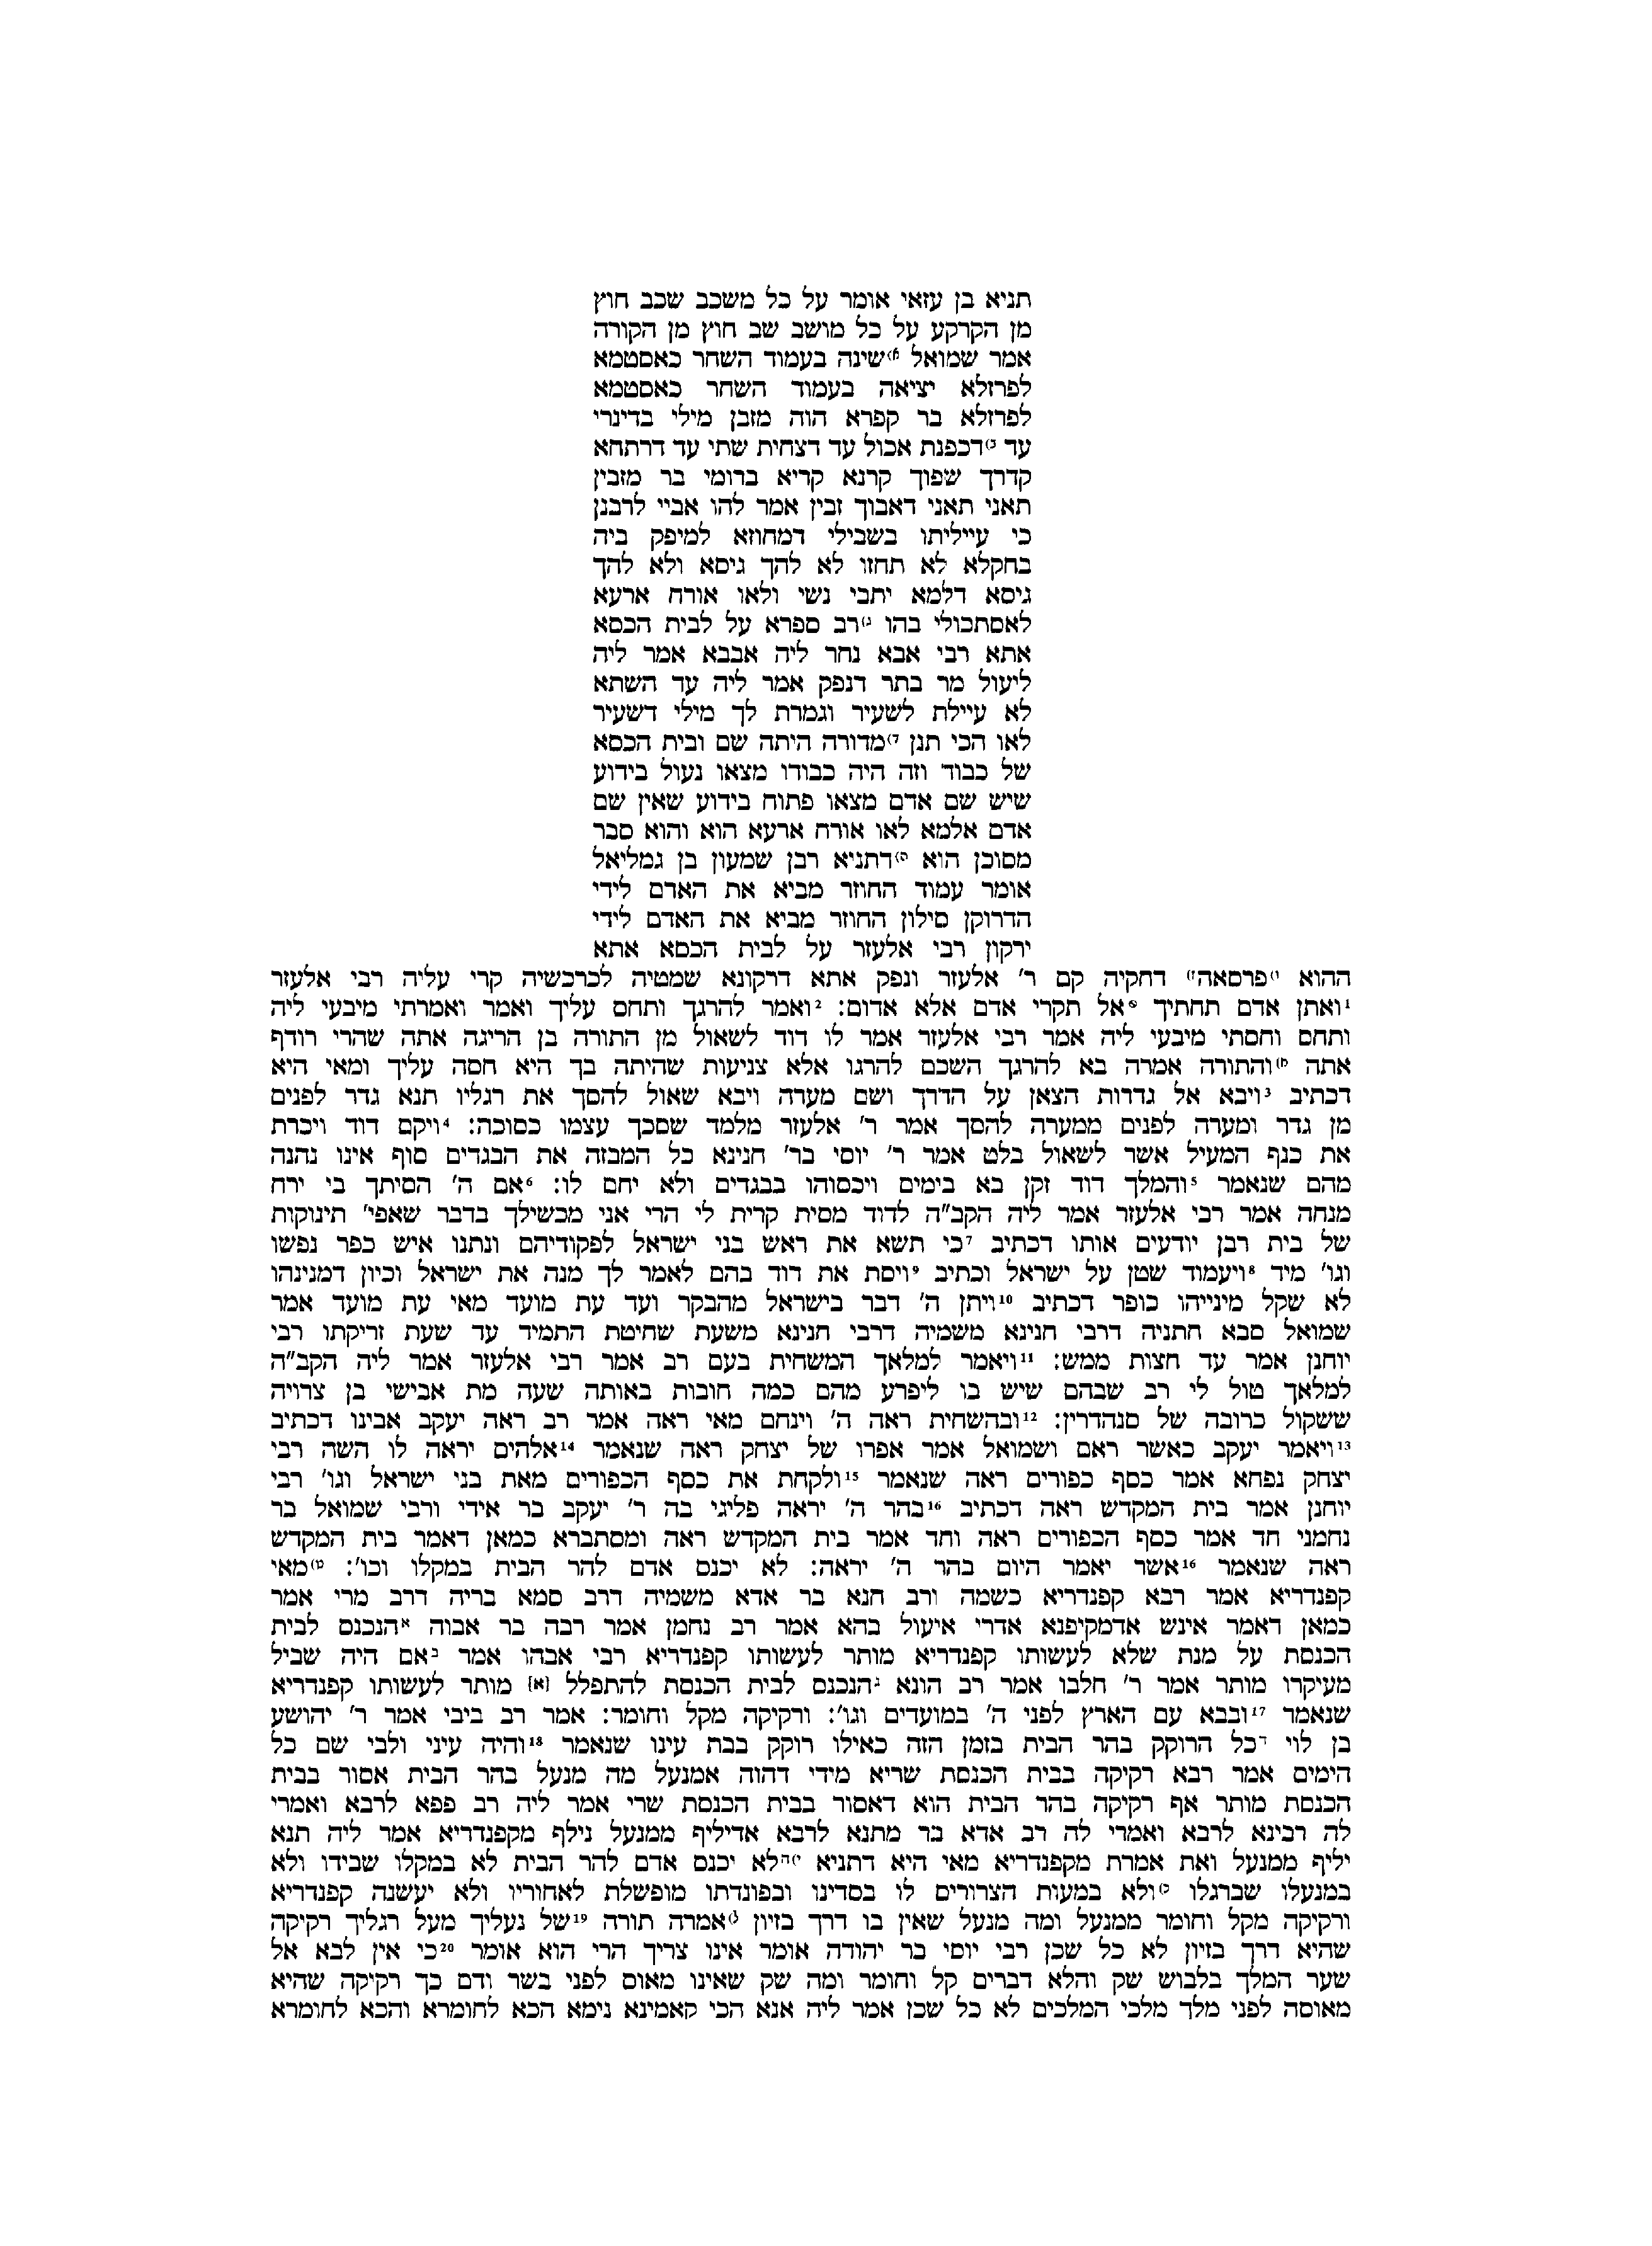 תניא בן עזאי אומר על כל משכב שכב חוץ
מן הקרקע על כל מושב שב חוץ מן הקורה
אמר שמואל א)שינה בעמוד השחר כאסטמא
לפרזלא יציאה בעמוד השחר כאסטמא
לפרזלא בר קפרא הוה מזבן מילי בדינרי
עד ב)דכפנת אכול עד דצחית שתי עד דרתחא
קדרך שפוך קרנא קריא ברומי בר מזבין
תאני תאני דאבוך זבין אמר להו אביי לרבנן
כי עייליתו בשבילי דמחוזא למיפק ביה
בחקלא לא תחזו לא להך גיסא ולא להך
גיסא דלמא יתבי נשי ולאו אורח ארעא
לאסתכולי בהו ג)רב ספרא על לבית הכסא
אתא רבי אבא נחר ליה אבבא אמר ליה
ליעול מר בתר דנפק אמר ליה עד השתא
לא עיילת לשעיר וגמרת לך מילי דשעיר
לאו הכי תנן ד)מדורה היתה שם ובית הכסא
של כבוד וזה היה כבודו מצאו נעול בידוע
שיש שם אדם מצאו פתוח בידוע שאין שם
אדם אלמא לאו אורח ארעא הוא והוא סבר
מסוכן הוא ה)דתניא רבן שמעון בן גמליאל
אומר עמוד החוזר מביא את האדם לידי
הדרוקן סילון החוזר מביא את האדם לידי
ירקון רבי אלעזר על לבית הכסא אתא
ההוא ו)פרסאה ז) דחקיה קם ר' אלעזר ונפק אתא דרקונא שמטיה לכרכשיה קרי עליה רבי אלעזר
1ואתן אדם תחתיך אל תקרי אדם אלא אדום: 2ואמר להרגך ותחס עליך ואמר ואמרתי מיבעי ליה
ותחס וחסתי מיבעי ליה אמר רבי אלעזר אמר לו דוד לשאול מן התורה בן הריגה אתה שהרי רודף
אתה ח)והתורה אמרה בא להרגך השכם להרגו אלא צניעות שהיתה בך היא חסה עליך ומאי היא
דכתיב 3ויבא אל גדרות הצאן על הדרך ושם מערה ויבא שאול להסך את רגליו תנא גדר לפנים
מן גדר ומערה לפנים ממערה להסך אמר ר' אלעזר מלמד שסכך עצמו כסוכה: 4ויקם דוד ויכרת
את כנף המעיל אשר לשאול בלט אמר ר' יוסי בר' חנינא כל המבזה את הבגדים סוף אינו נהנה
מהם שנאמר 5והמלך דוד זקן בא בימים ויכסוהו בבגדים ולא יחם לו: 6אם ה' הסיתך בי ירח
מנחה אמר רבי אלעזר אמר ליה הקב"ה לדוד מסית קרית לי הרי אני מכשילך בדבר שאפי' תינוקות
של בית רבן יודעים אותו דכתיב 7כי תשא את ראש בני ישראל לפקודיהם ונתנו איש כפר נפשו
וגו' מיד 8ויעמוד שטן על ישראל וכתיב 9ויסת את דוד בהם לאמר לך מנה את ישראל וכיון דמנינהו
לא שקל מינייהו כופר דכתיב 10ויתן ה' דבר בישראל מהבקר ועד עת מועד מאי עת מועד אמר
שמואל סבא חתניה דרבי חנינא משמיה דרבי חנינא משעת שחיטת התמיד עד שעת זריקתו רבי
יוחנן אמר עד חצות ממש: 11ויאמר למלאך המשחית בעם רב אמר רבי אלעזר אמר ליה הקב"ה
למלאך טול לי רב שבהם שיש בו ליפרע מהם כמה חובות באותה שעה מת אבישי בן צרויה
ששקול כרובה של סנהדרין: 12ובהשחית ראה ה' וינחם מאי ראה אמר רב ראה יעקב אבינו דכתיב
13ויאמר יעקב כאשר ראם ושמואל אמר אפרו של יצחק ראה שנאמר 14אלהים יראה לו השה רבי
יצחק נפחא אמר כסף כפורים ראה שנאמר 15ולקחת את כסף הכפורים מאת בני ישראל וגו' רבי
יוחנן אמר בית המקדש ראה דכתיב 16בהר ה' יראה פליגי בה ר' יעקב בר אידי ורבי שמואל בר
נחמני חד אמר כסף הכפורים ראה וחד אמר בית המקדש ראה ומסתברא כמאן דאמר בית המקדש
ראה שנאמר 16אשר יאמר היום בהר ה' יראה: לא יכנס אדם להר הבית במקלו וכו': ט)מאי
קפנדריא אמר רבא קפנדריא כשמה ורב חנא בר אדא משמיה דרב סמא בריה דרב מרי אמר
כמאן דאמר אינש אדמקיפנא אדרי איעול בהא אמר רב נחמן אמר רבה בר אבוה אהנכנס לבית
הכנסת על מנת שלא לעשותו קפנדריא מותר לעשותו קפנדריא רבי אבהו אמר באם היה שביל
מעיקרו מותר אמר ר' חלבו אמר רב הונא גהנכנס לבית הכנסת להתפלל [א] מותר לעשותו קפנדריא
שנאמר 17ובבא עם הארץ לפני ה' במועדים וגו': ורקיקה מקל וחומר: אמר רב ביבי אמר ר' יהושע
בן לוי דכל הרוקק בהר הבית בזמן הזה כאילו רוקק בבת עינו שנאמר 18והיה עיני ולבי שם כל
הימים אמר רבא רקיקה בבית הכנסת שריא מידי דהוה אמנעל מה מנעל בהר הבית אסור בבית
הכנסת מותר אף רקיקה בהר הבית הוא דאסור בבית הכנסת שרי אמר ליה רב פפא לרבא ואמרי
לה רבינא לרבא ואמרי לה רב אדא בר מתנא לרבא אדיליף ממנעל נילף מקפנדריא אמר ליה תנא
יליף ממנעל ואת אמרת מקפנדריא מאי היא דתניא י)הלא יכנס אדם להר הבית לא במקלו שבידו ולא
במנעלו שברגלו כ)ולא במעות הצרורים לו בסדינו ובפונדתו מופשלת לאחוריו ולא יעשנה קפנדריא
ורקיקה מקל וחומר ממנעל ומה מנעל שאין בו דרך בזיון ל)אמרה תורה 19של נעליך מעל רגליך רקיקה
שהיא דרך בזיון לא כל שכן רבי יוסי בר יהודה אומר אינו צריך הרי הוא אומר 20כי אין לבא אל
שער המלך בלבוש שק והלא דברים קל וחומר ומה שק שאינו מאוס לפני בשר ודם כך רקיקה שהיא
מאוסה לפני מלך מלכי המלכים לא כל שכן אמר ליה אנא הכי קאמינא נימא הכא לחומרא והכא לחומרא